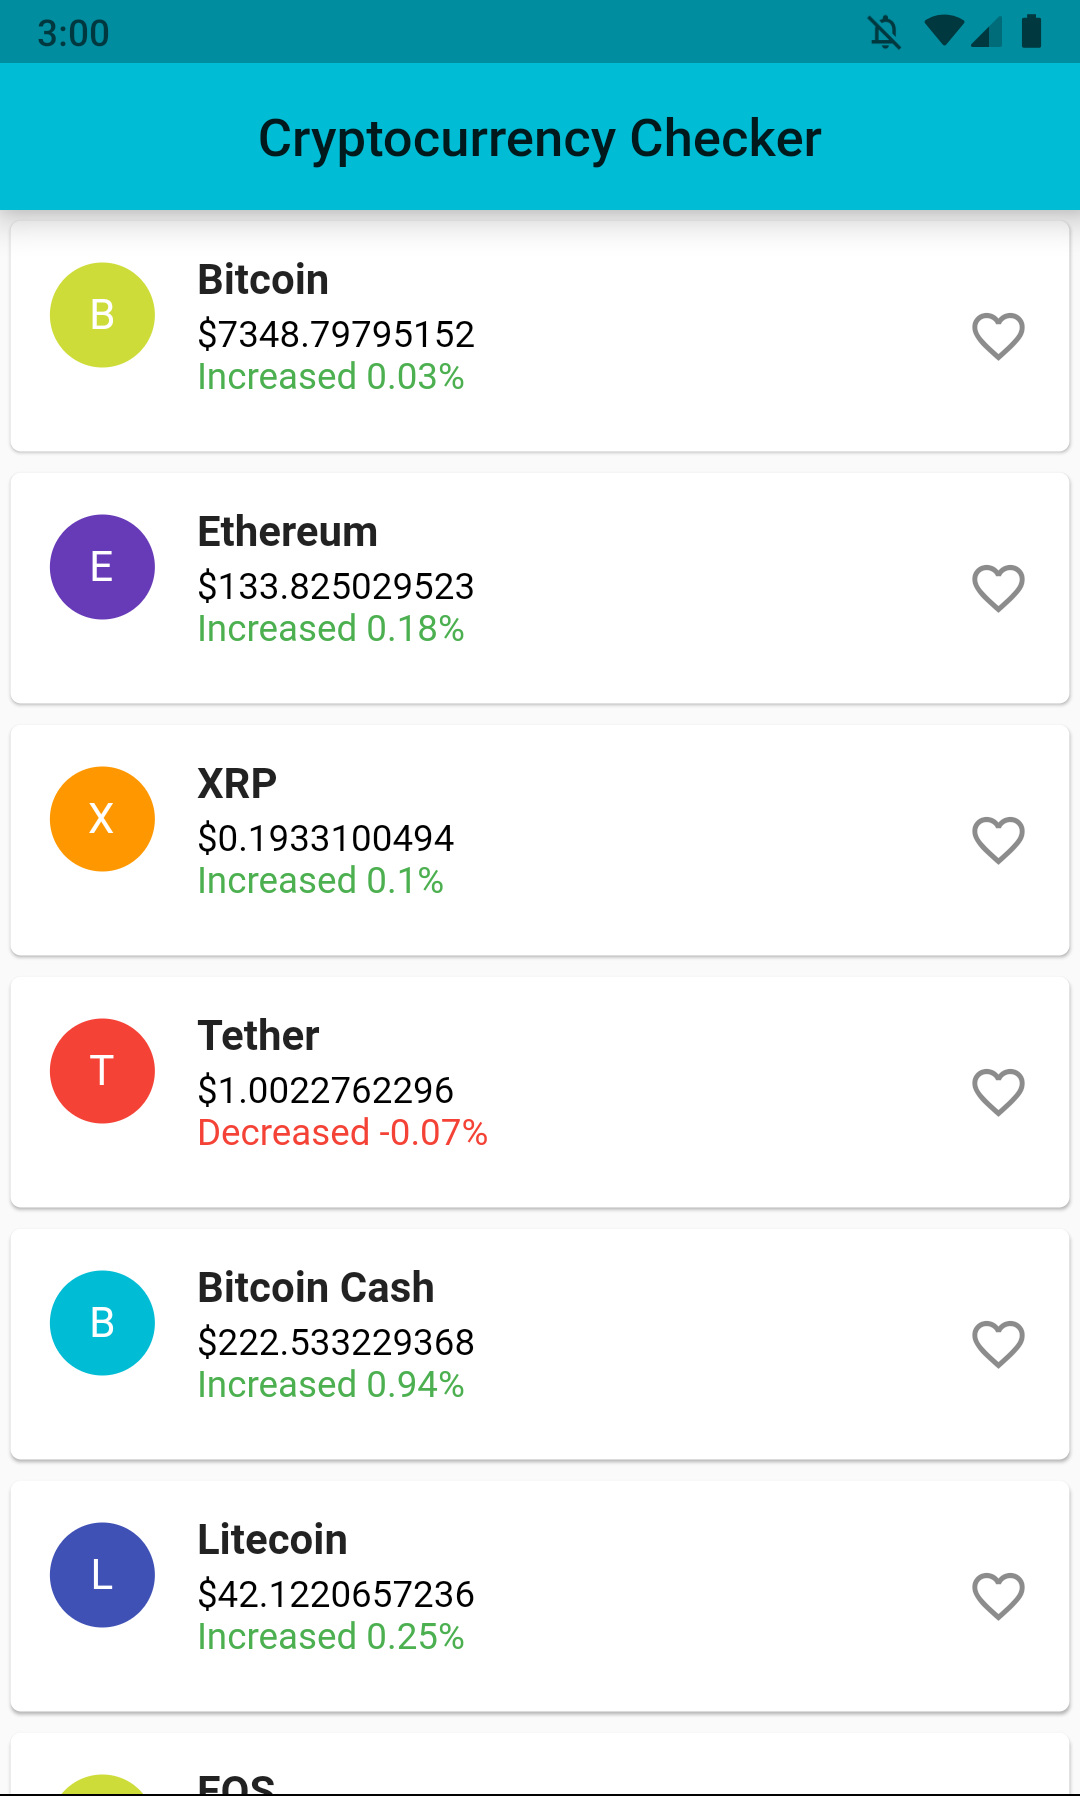 3:00
Cryptocurrency Checker
B
Bitcoin
$7348.79795152
Increased 0.03%
E
Ethereum
$133.825029523
Increased 0.18%
X
XRP
$0.1933100494
Increased 0.1%
T
Tether
$1.0022762296
Decreased -0.07%
B
Bitcoin Cash
$222.533229368
Increased 0.94%
L
Litecoin
$42.1220657236
Increased 0.25%
EOS